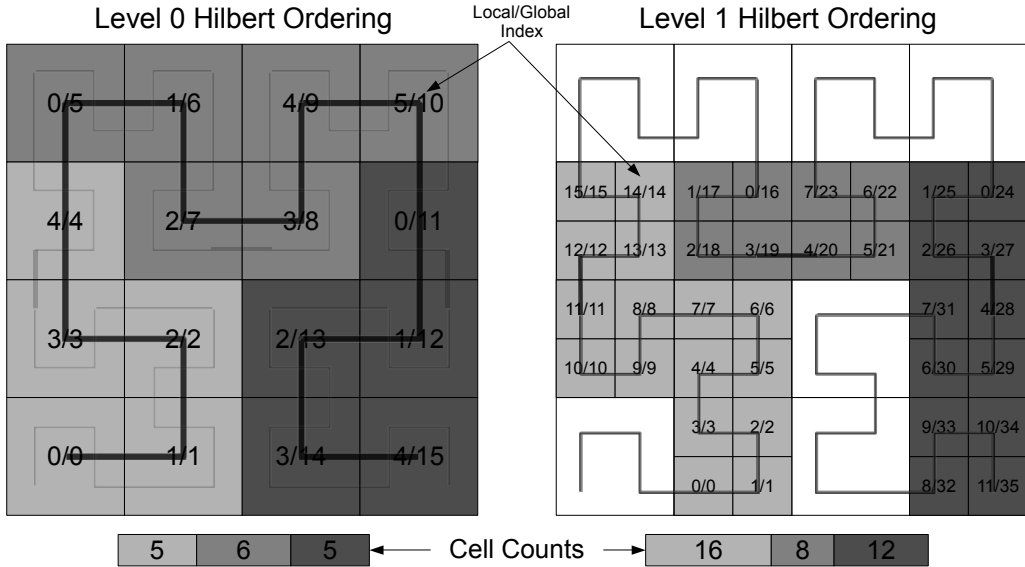 Level 0 Hilbert Ordering
Local/Global
Index
Level 1 Hilbert Ordering
0/5 1/6 4/9 5/10
4/4 2/7 3/8 0/11
3/3 2/2 2/13 1/12
0/0 1/1 3/14 4/15
15/15 14/14 1/17 0/16 7/23 6/22 1/25 0/24
12/12 13/13 2/18 3/19 4/20 5/21 2/26 3/27
11/11 8/8 7/7 6/6 7/31 4/28
10/10 9/9 4/4 5/5 6/30 5/29
3/3 2/2 9/33 10/34
0/0 1/1 8/32 11/35
5 6 5 Cell Counts 16 8 12